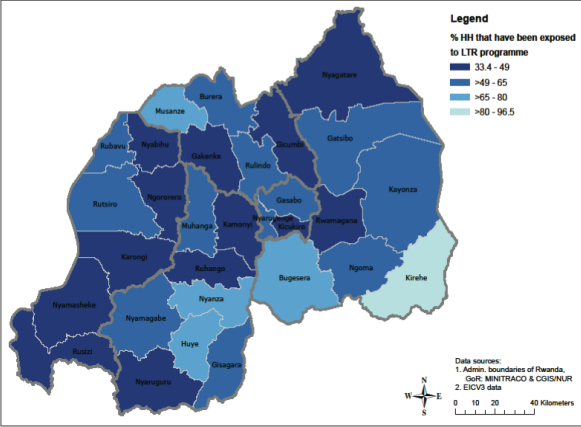 Legend
% HH that have been exposed
to LTR programme
33.4 - 49
>49 - 65
>65 - 80
>80 - 96.5
Nyagatare
Burera
Musanze
Gatsibo
Rubavu
Nyabihu
Gicumbi
Gakenke
Rulindo
Kayonza
Ngororero
Rutsiro
Gasabo
Nyarugenge
Rwamagana
Muhanga
Kamonyi
Kicukiro
Karongi
Ruhango
Ngoma
Kirehe
Bugesera
Nyamasheke
Nyanza
Nyamagabe
Huye
Rusizi
Gisagara
Nyaruguru
Data sources:
1. Admin. boundaries of Rwanda,
GoR: MINITRACO & CGIS/NUR
2. EICV3 data
N
W E
S
0 10 20 40 Kilometers